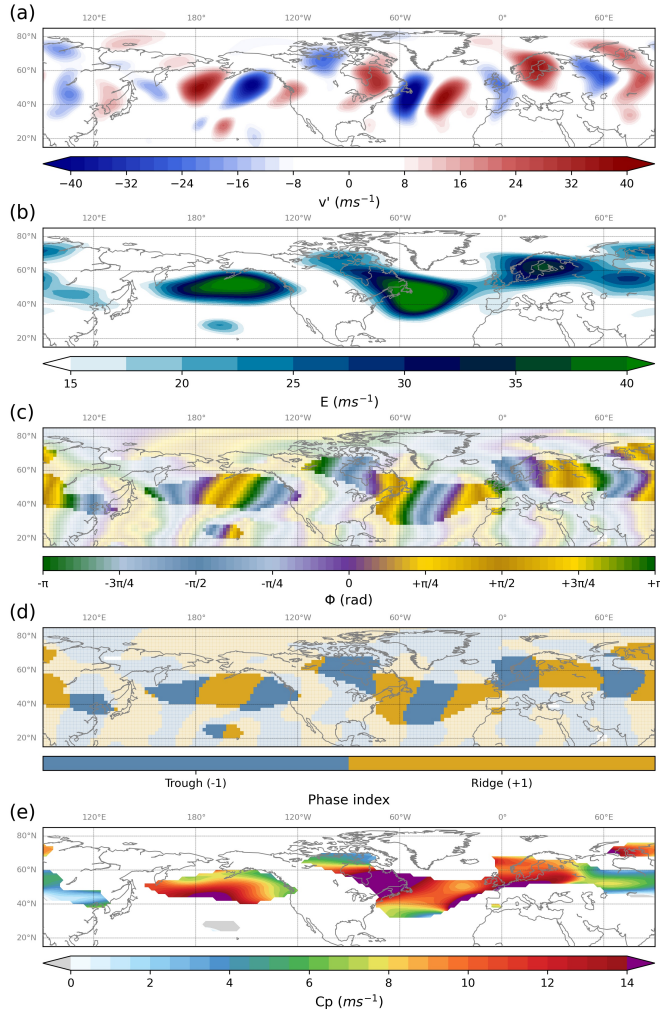 (a)
120°E 180° 120°W 60°W 0° 60°E
80°N
60°N
40°N
20°N
−40 −32 −24 −16 −8 0 8 16 24 32 40
v' (ms⁻¹)
(b)
120°E 180° 120°W 60°W 0° 60°E
80°N
60°N
40°N
20°N
15 20 25 30 35 40
E (ms⁻¹)
(c)
120°E 180° 120°W 60°W 0° 60°E
80°N
60°N
40°N
20°N
-π -3π/4 -π/2 -π/4 0 +π/4 +π/2 +3π/4 +π
Φ (rad)
(d)
120°E 180° 120°W 60°W 0° 60°E
80°N
60°N
40°N
20°N
Trough (-1) Ridge (+1)
Phase index
(e)
120°E 180° 120°W 60°W 0° 60°E
80°N
60°N
40°N
20°N
0 2 4 6 8 10 12 14
Cp (ms⁻¹)